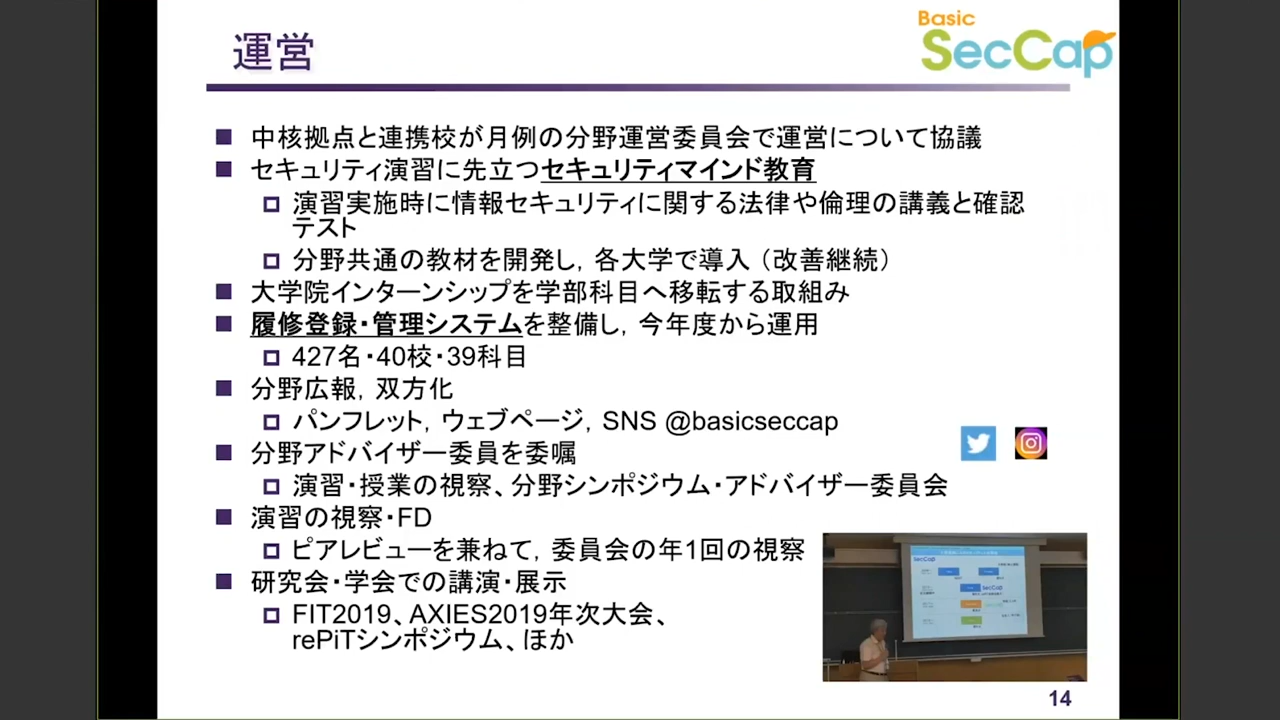 Basic
SecCap
運営
中核拠点と連携校が月例の分野運営委員会で運営について協議
セキュリティ演習に先立つセキュリティマインド教育
演習実施時に情報セキュリティに関する法律や倫理の講義と確認
テスト
分野共通の教材を開発し，各大学で導入（改善継続）
大学院インターンシップを学部科目へ移転する取組み
履修登録・管理システムを整備し，今年度から運用
427名・40校・39科目
分野広報，双方化
パンフレット，ウェブページ，SNS @basicseccap
分野アドバイザー委員を委嘱
演習・授業の視察、分野シンポジウム・アドバイザー委員会
演習の視察・FD
ピアレビューを兼ねて，委員会の年1回の視察
研究会・学会での講演・展示
FIT2019、AXIES2019年次大会、
rePiTシンポジウム、ほか
SecCap
SecCap
14